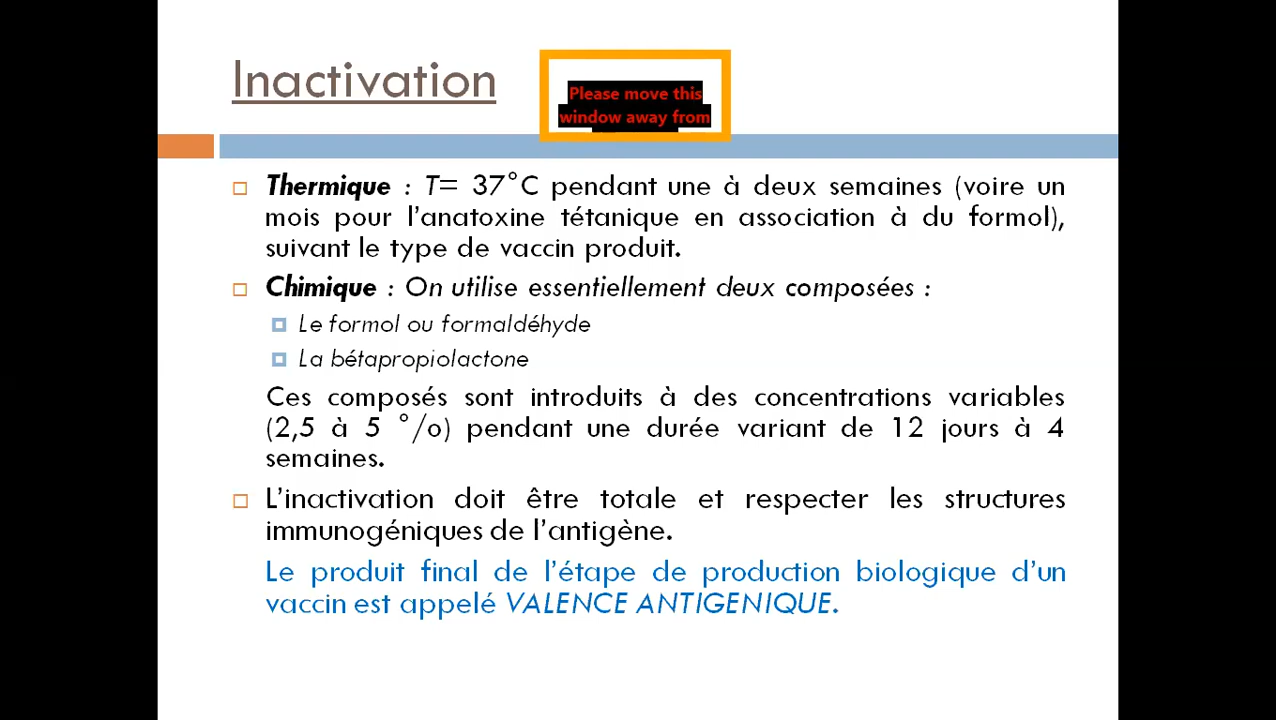 Inactivation
Please move this
window away from
Thermique : T= 37°C pendant une à deux semaines (voire un
mois pour l'anatoxine tétanique en association à du formol),
suivant le type de vaccin produit.
Chimique : On utilise essentiellement deux composées :
Le formol ou formaldéhyde
La bétapropiolactone
Ces composés sont introduits à des concentrations variables
(2,5 à 5 °/o) pendant une durée variant de 12 jours à 4
semaines.
L'inactivation doit être totale et respecter les structures
immunogéniques de l'antigène.
Le produit final de l'étape de production biologique d'un
vaccin est appelé VALENCE ANTIGENIQUE.